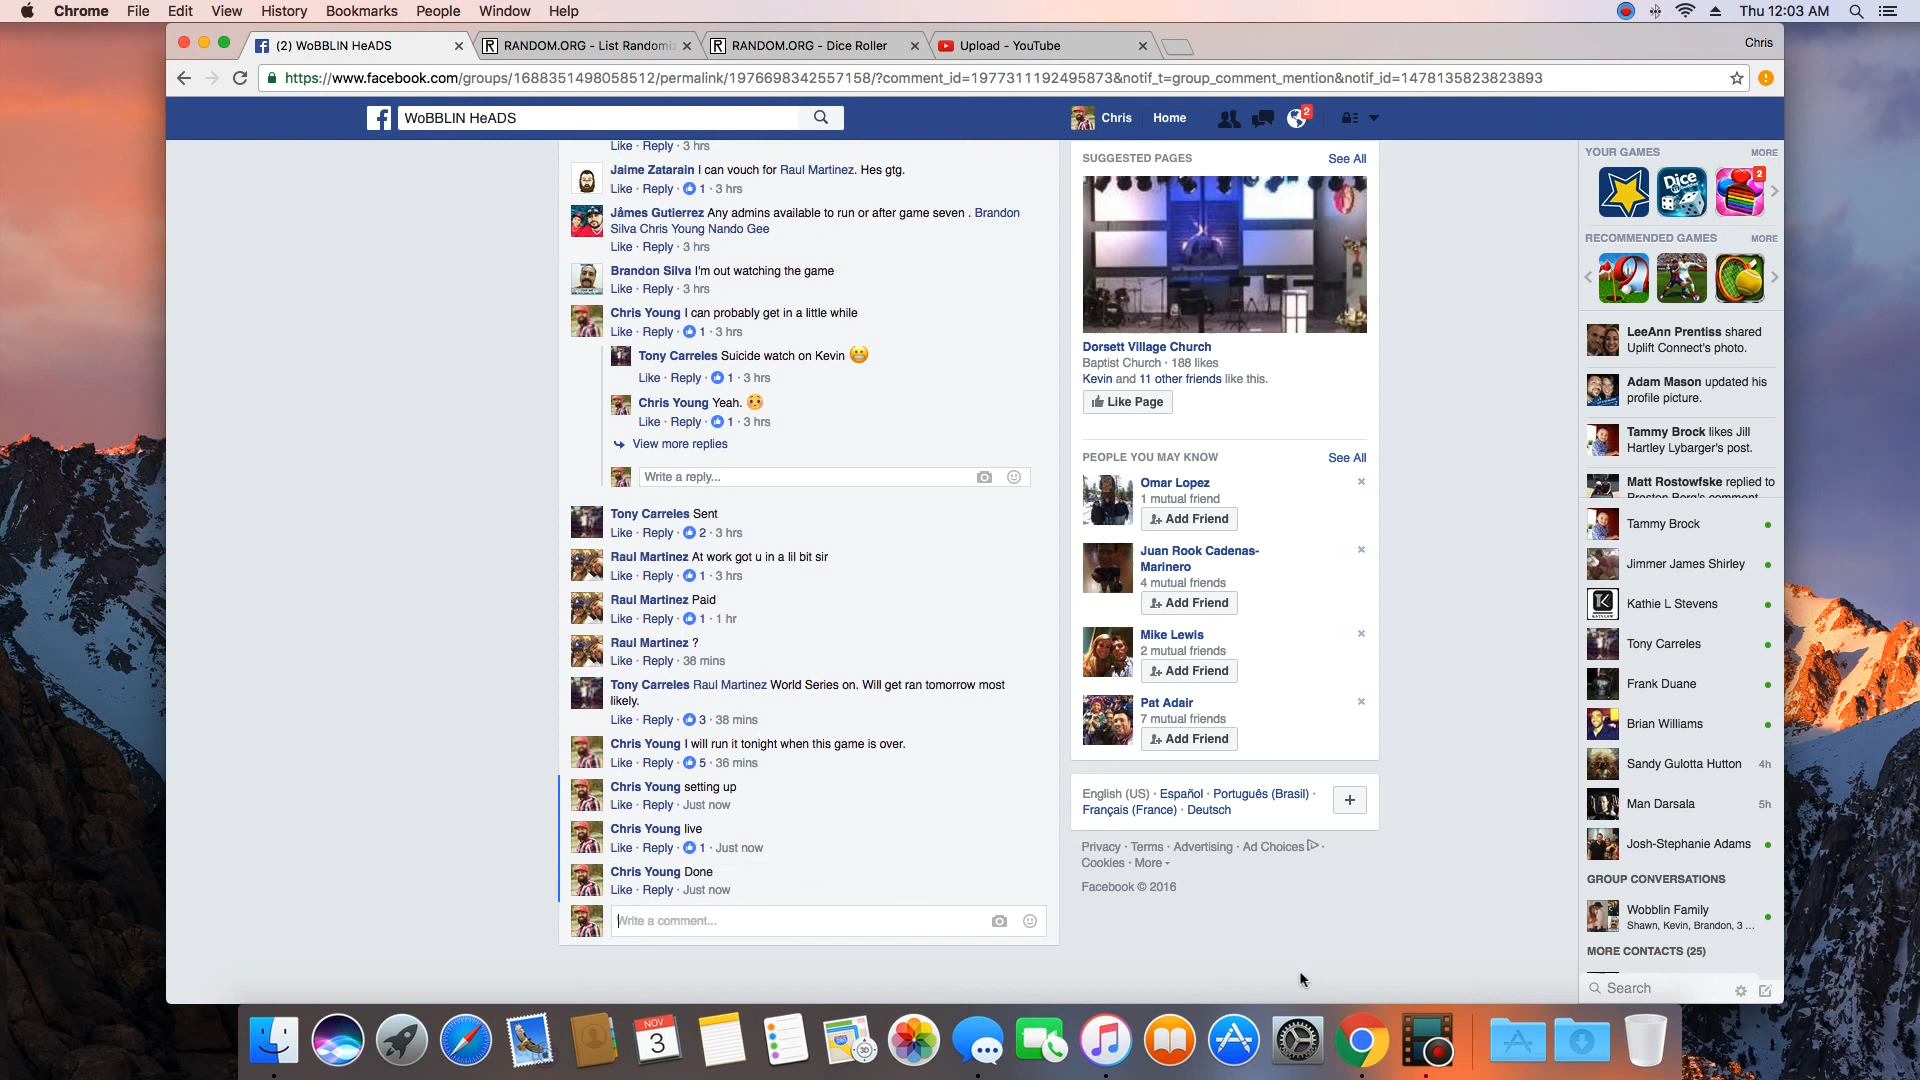 Chrome File Edit View History Bookmarks People Window Help
Thu 12:03 AM
(2) WoBBLIN HeADS
RANDOM.ORG - List Randomiz
RANDOM.ORG - Dice Roller
Upload - YouTube
Chris
https://www.facebook.com/groups/1688351498058512/permalink/1976698342557158/?comment_id=1977311192495873&notif_t=group_comment_mention&notif_id=1478135823823893
WoBBLIN HeADS
Chris Home
2
Like · Reply · 3 hrs
Jaime Zatarain I can vouch for Raul Martinez. Hes gtg.
Like · Reply · 1 · 3 hrs
Jâmes Gutierrez Any admins available to run or after game seven . Brandon
Silva Chris Young Nando Gee
Like · Reply · 3 hrs
Brandon Silva I'm out watching the game
Like · Reply · 3 hrs
Chris Young I can probably get in a little while
Like · Reply · 1 · 3 hrs
Tony Carreles Suicide watch on Kevin
Like · Reply · 1 · 3 hrs
Chris Young Yeah.
Like · Reply · 1 · 3 hrs
View more replies
Write a reply...
Tony Carreles Sent
Like · Reply · 2 · 3 hrs
Raul Martinez At work got u in a lil bit sir
Like · Reply · 1 · 3 hrs
Raul Martinez Paid
Like · Reply · 1 · 1 hr
Raul Martinez ?
Like · Reply · 38 mins
Tony Carreles Raul Martinez World Series on. Will get ran tomorrow most
likely.
Like · Reply · 3 · 38 mins
Chris Young I will run it tonight when this game is over.
Like · Reply · 5 · 36 mins
Chris Young setting up
Like · Reply · Just now
Chris Young live
Like · Reply · 1 · Just now
Chris Young Done
Like · Reply · Just now
Write a comment...
SUGGESTED PAGES See All
Dorsett Village Church
Baptist Church · 188 likes
Kevin and 11 other friends like this.
Like Page
PEOPLE YOU MAY KNOW See All
Omar Lopez
1 mutual friend
Add Friend
Juan Rook Cadenas-
Marinero
4 mutual friends
Add Friend
Mike Lewis
2 mutual friends
Add Friend
Pat Adair
7 mutual friends
Add Friend
English (US) · Español · Português (Brasil) ·
Français (France) · Deutsch
Privacy · Terms · Advertising · Ad Choices ·
Cookies · More
Facebook © 2016
YOUR GAMES MORE
Dice
2
RECOMMENDED GAMES MORE
LeeAnn Prentiss shared
Uplift Connect's photo.
Adam Mason updated his
profile picture.
Tammy Brock likes Jill
Hartley Lybarger's post.
Matt Rostowfske replied to
Preston Berg's comment
Tammy Brock
Jimmer James Shirley
Kathie L Stevens
Tony Carreles
Frank Duane
Brian Williams
Sandy Gulotta Hutton 4h
Man Darsala 5h
Josh-Stephanie Adams
GROUP CONVERSATIONS
Wobblin Family
Shawn, Kevin, Brandon, 3 ...
MORE CONTACTS (25)
Search
NOV
3
3D